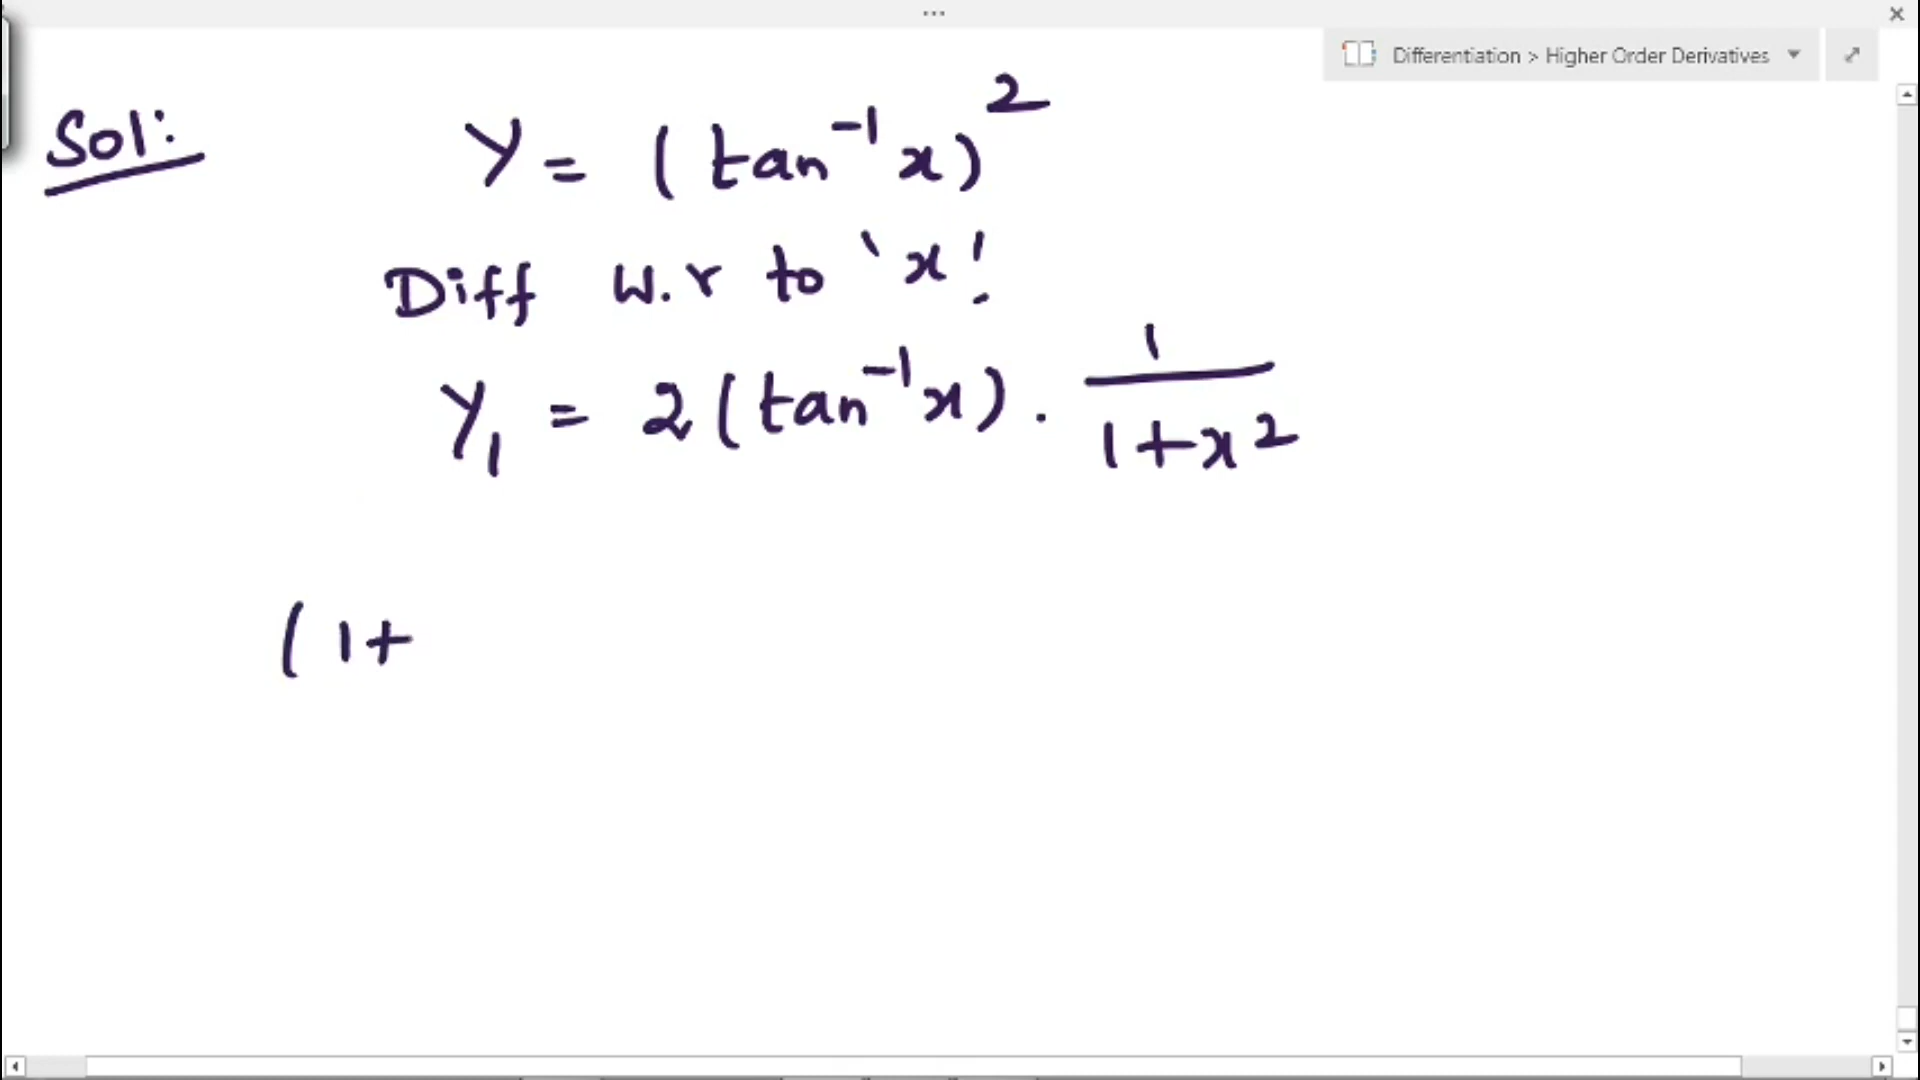 Differentiation > Higher Order Derivatives
Sol:
Y = (tan⁻¹x)²
Diff w.r to 'x'.
Y₁ = 2(tan⁻¹x) . 1/1+x²
(1+